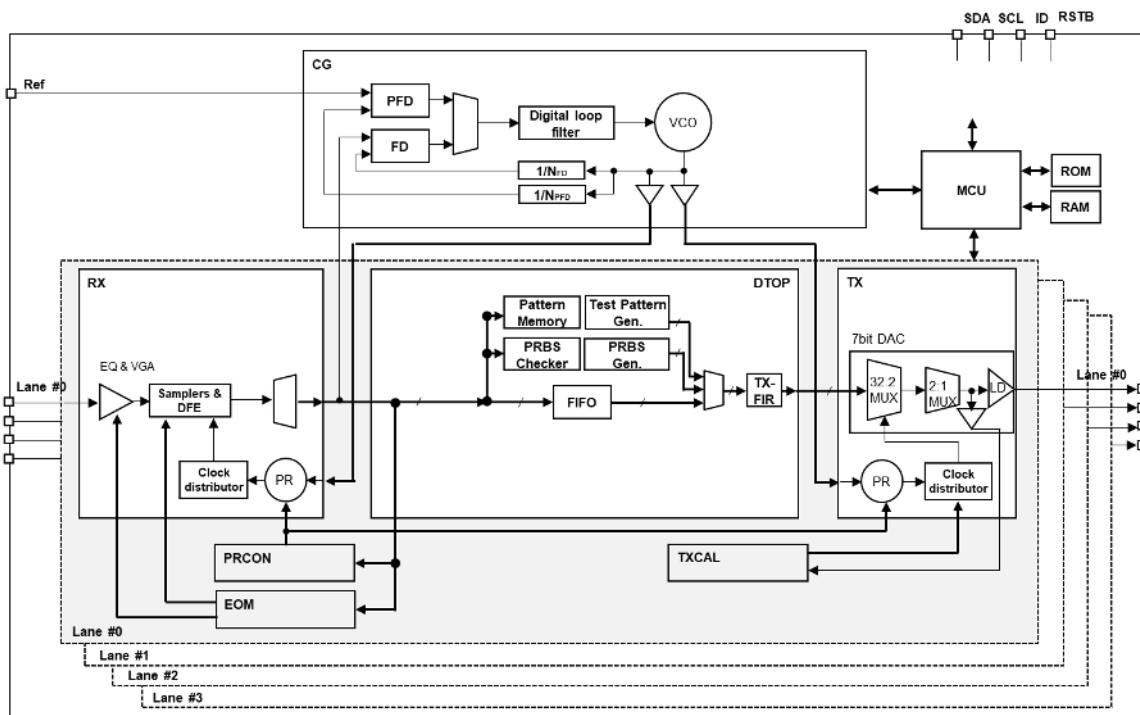 SDA SCL ID RSTB
Ref
CG
PFD
FD
Digital loop
filter
VCO
1/NFD
1/NPFD
MCU
ROM
RAM
RX
DTOP
TX
Pattern
Memory
Test Pattern
Gen.
PRBS
Checker
PRBS
Gen.
7bit DAC
EQ & VGA
Lane #0
Samplers &
DFE
FIFO
TX-
FIR
32:2
MUX
2:1
MUX
LD
Lane #0
Clock
distributor
PR
PR
Clock
distributor
PRCON
TXCAL
EOM
Lane #0
Lane #1
Lane #2
Lane #3